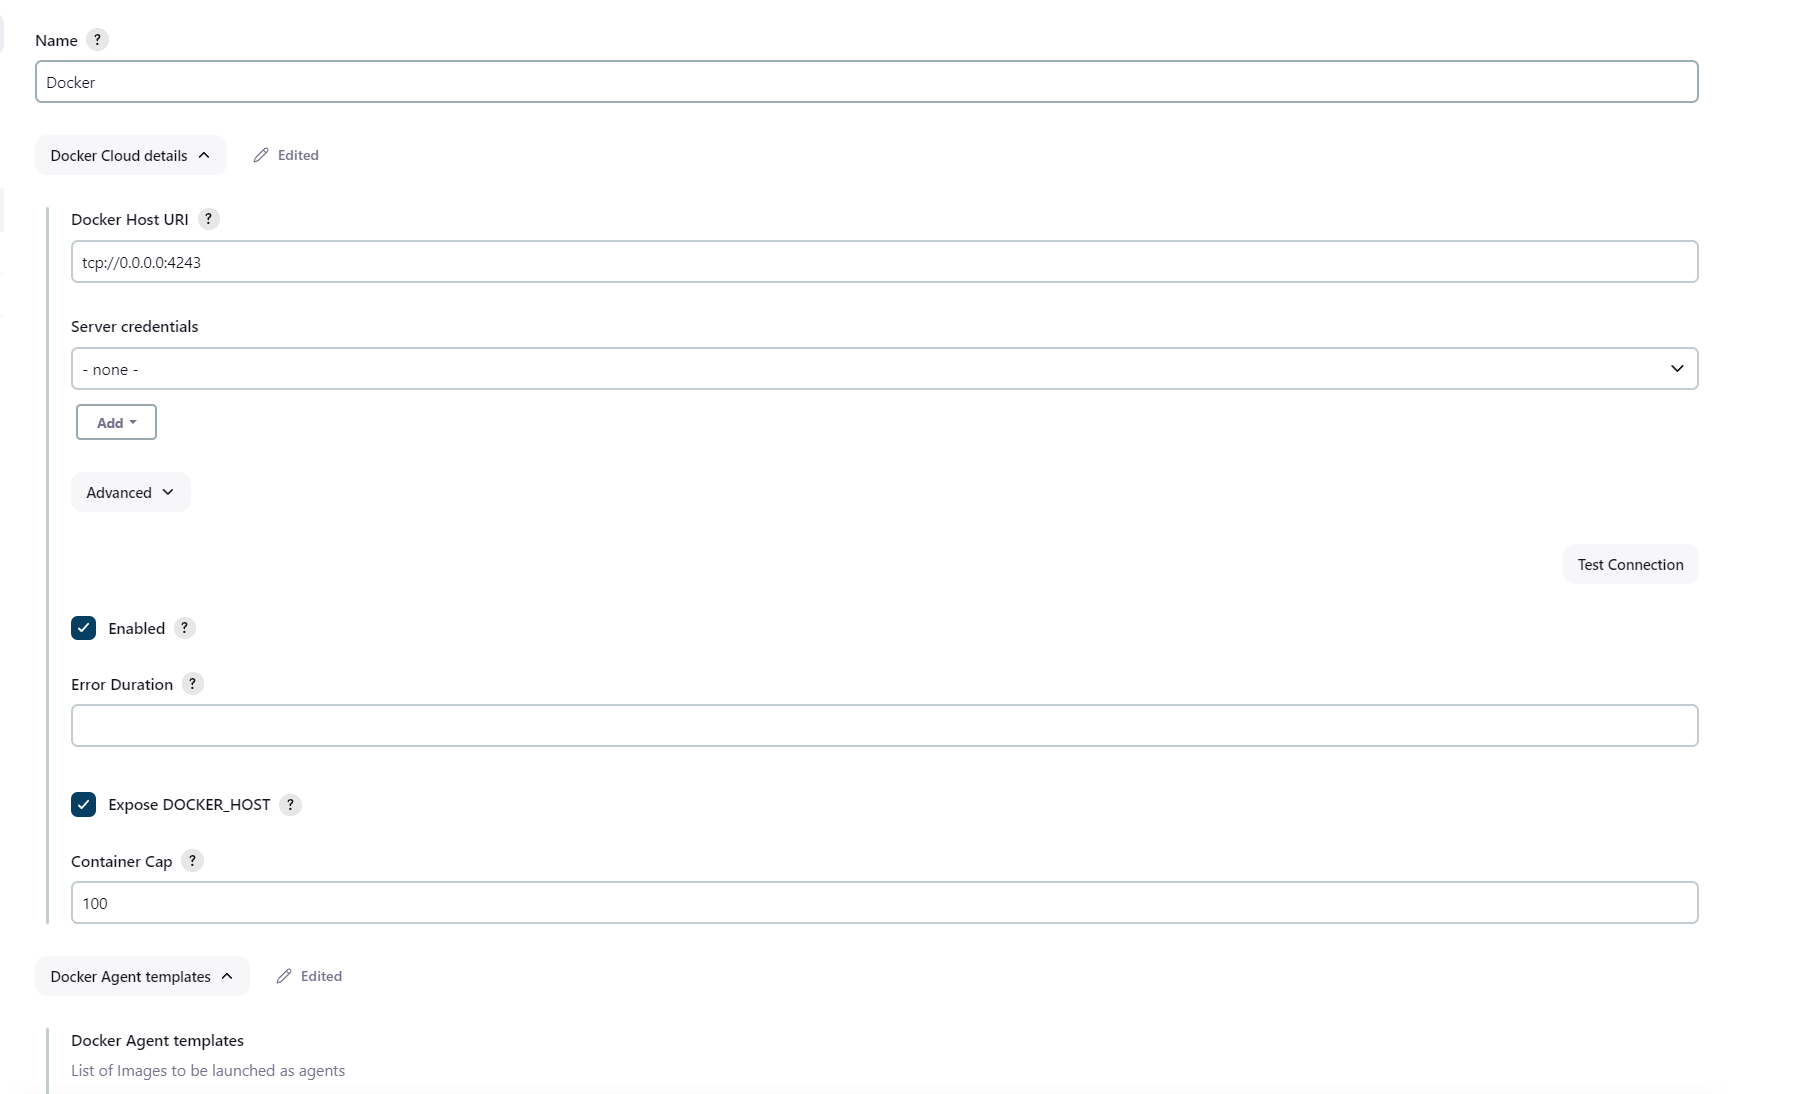 Name ?
Docker
Docker Cloud details Edited
Docker Host URI ?
tcp://0.0.0.0:4243
Server credentials
- none -
Add
Advanced
Test Connection
Enabled ?
Error Duration ?
Expose DOCKER_HOST ?
Container Cap ?
100
Docker Agent templates Edited
Docker Agent templates
List of Images to be launched as agents